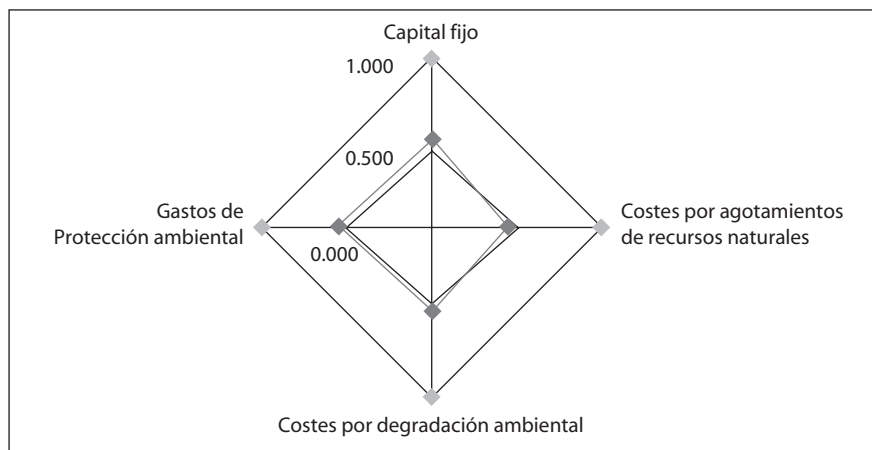 Capital fijo
1.000
0.500
Gastos de
Protección ambiental
0.000
Costes por agotamientos
de recursos naturales
Costes por degradación ambiental